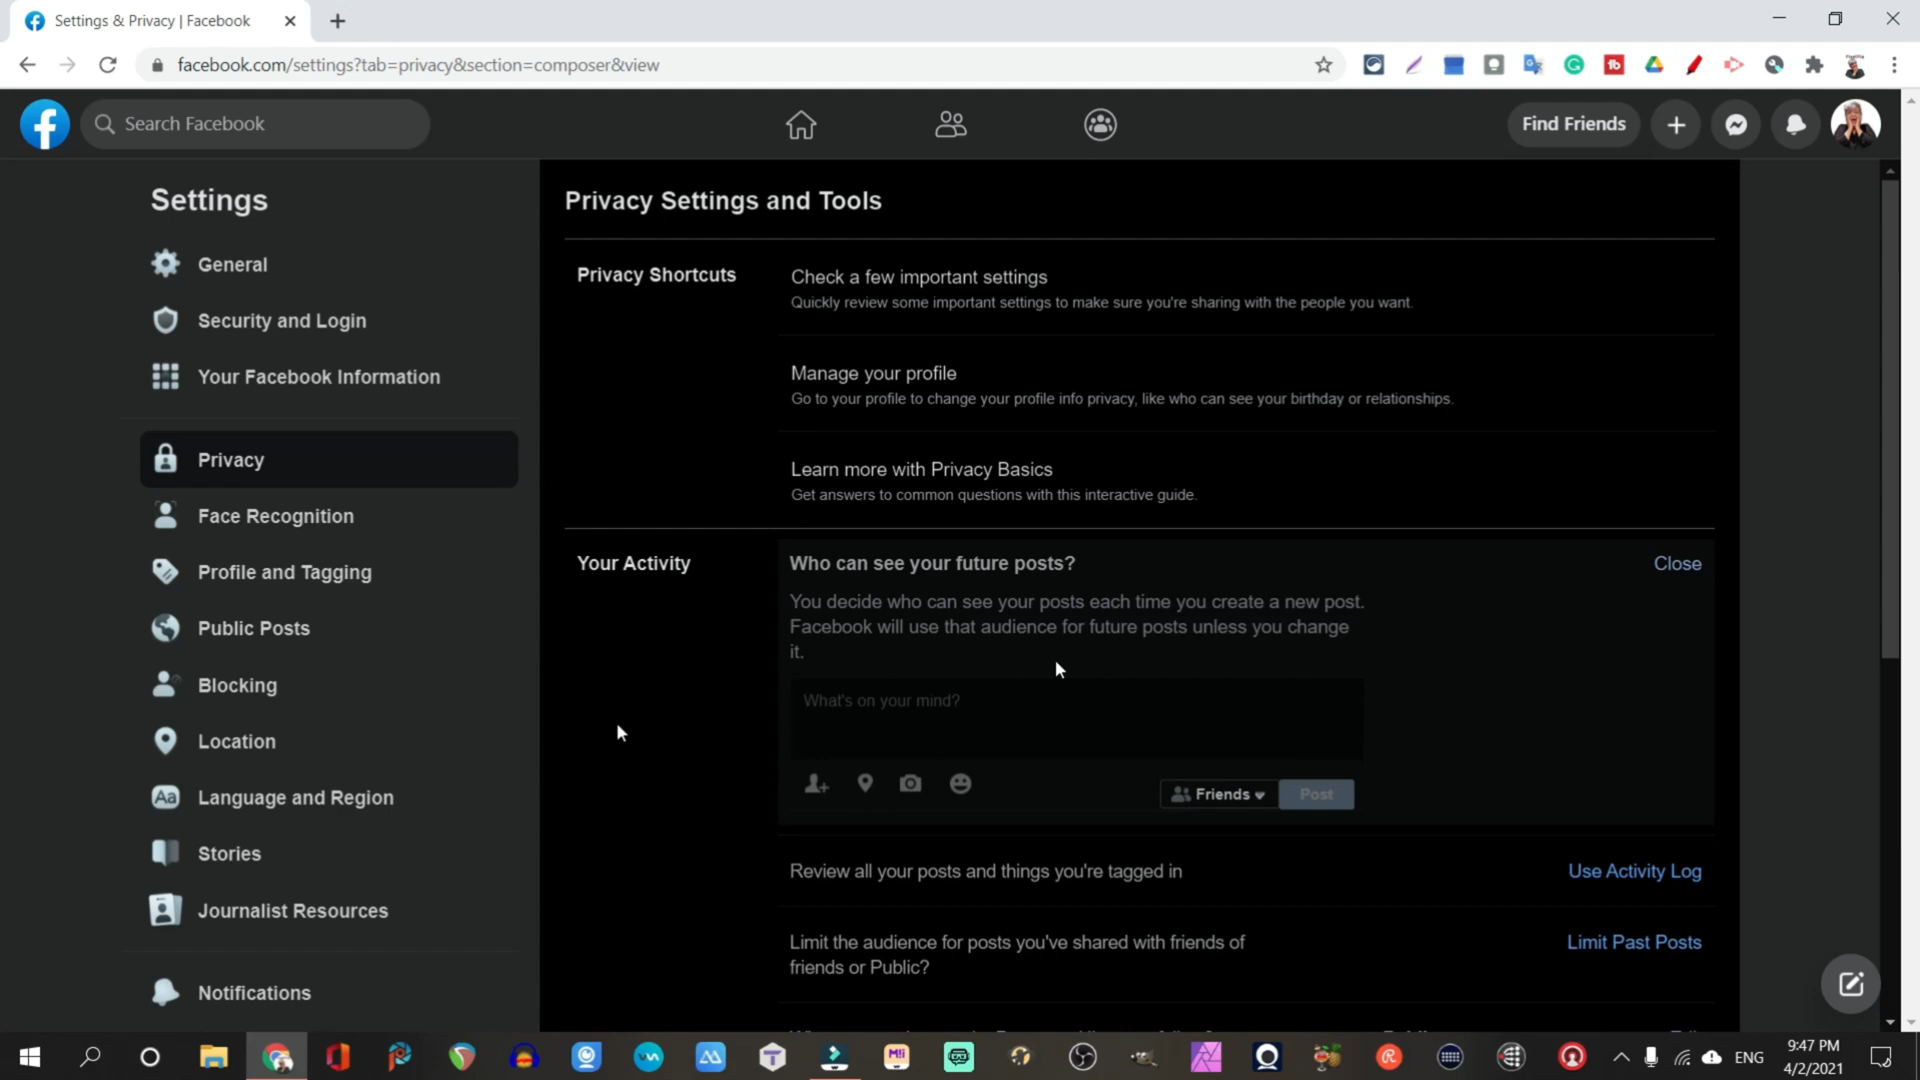 Settings & Privacy | Facebook
facebook.com/settings?tab=privacy&section=composer&view
Search Facebook
Find Friends
Settings
General
Security and Login
Your Facebook Information
Privacy
Face Recognition
Profile and Tagging
Public Posts
Blocking
Location
Language and Region
Stories
Journalist Resources
Notifications
Privacy Settings and Tools
Privacy Shortcuts
Check a few important settings
Quickly review some important settings to make sure you're sharing with the people you want.
Manage your profile
Go to your profile to change your profile info privacy, like who can see your birthday or relationships.
Learn more with Privacy Basics
Get answers to common questions with this interactive guide.
Your Activity
Who can see your future posts?
Close
You decide who can see your posts each time you create a new post.
Facebook will use that audience for future posts unless you change
it.
What's on your mind?
Friends
Post
Review all your posts and things you're tagged in
Use Activity Log
Limit the audience for posts you've shared with friends of
friends or Public?
Limit Past Posts
ENG
9:47 PM
4/2/2021